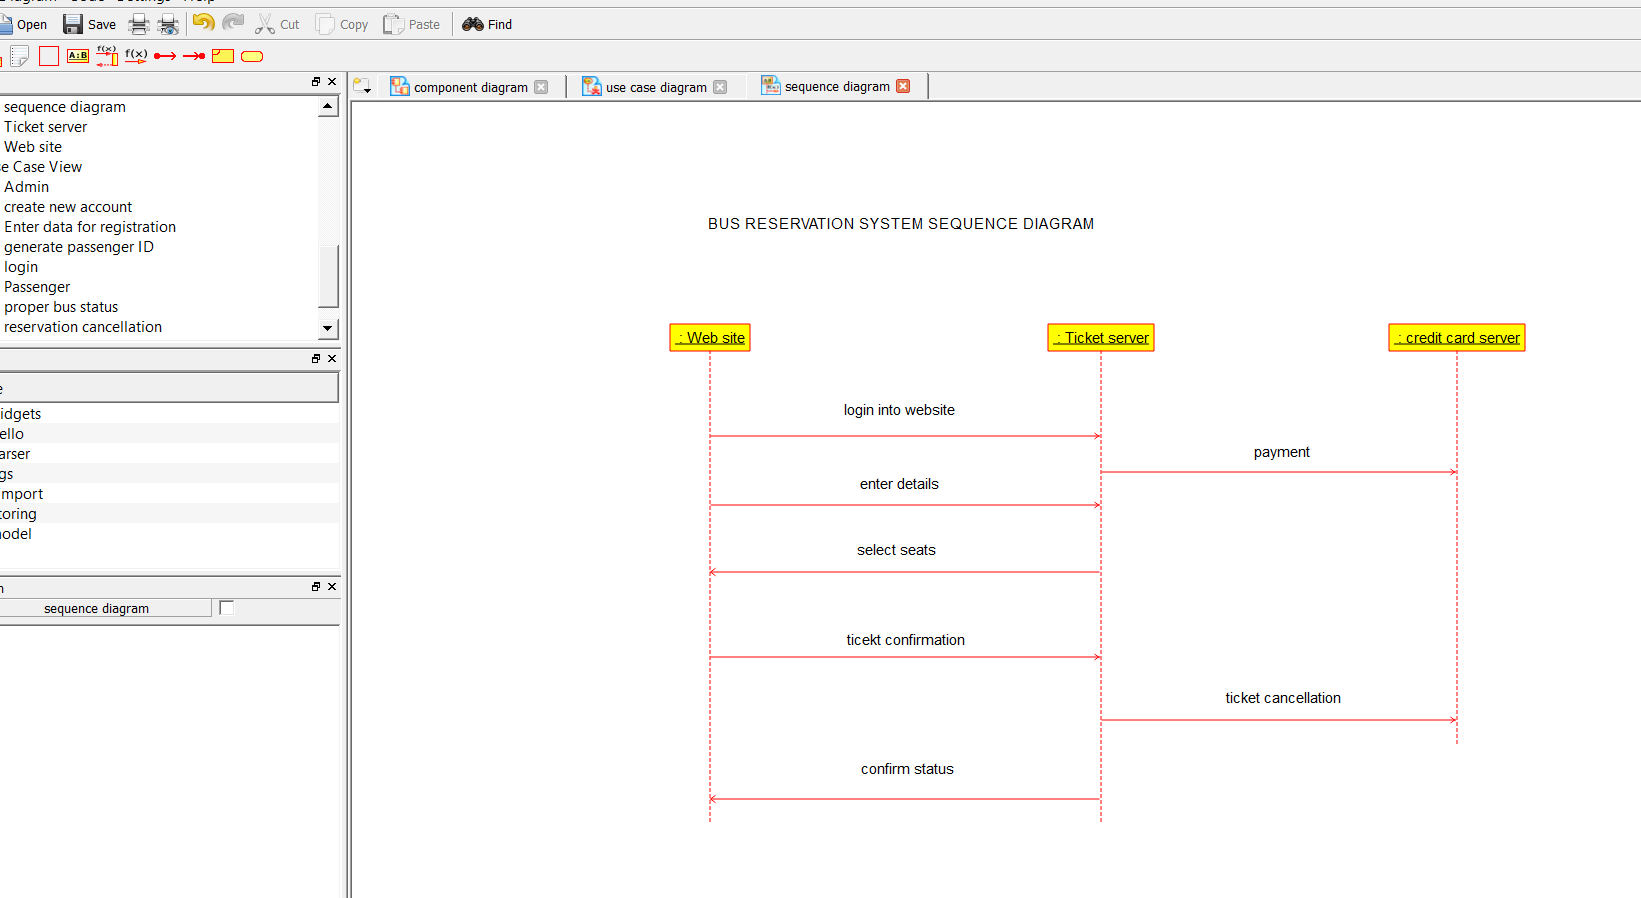 Open Save Cut Copy Paste Find
A:B f(x) f(x)
component diagram use case diagram sequence diagram
sequence diagram
Ticket server
Web site
e Case View
Admin
create new account
Enter data for registration
generate passenger ID
login
Passenger
proper bus status
reservation cancellation
e
idgets
ello
arser
gs
mport
toring
odel
sequence diagram
BUS RESERVATION SYSTEM SEQUENCE DIAGRAM
: Web site
: Ticket server
: credit card server
login into website
payment
enter details
select seats
ticekt confirmation
ticket cancellation
confirm status